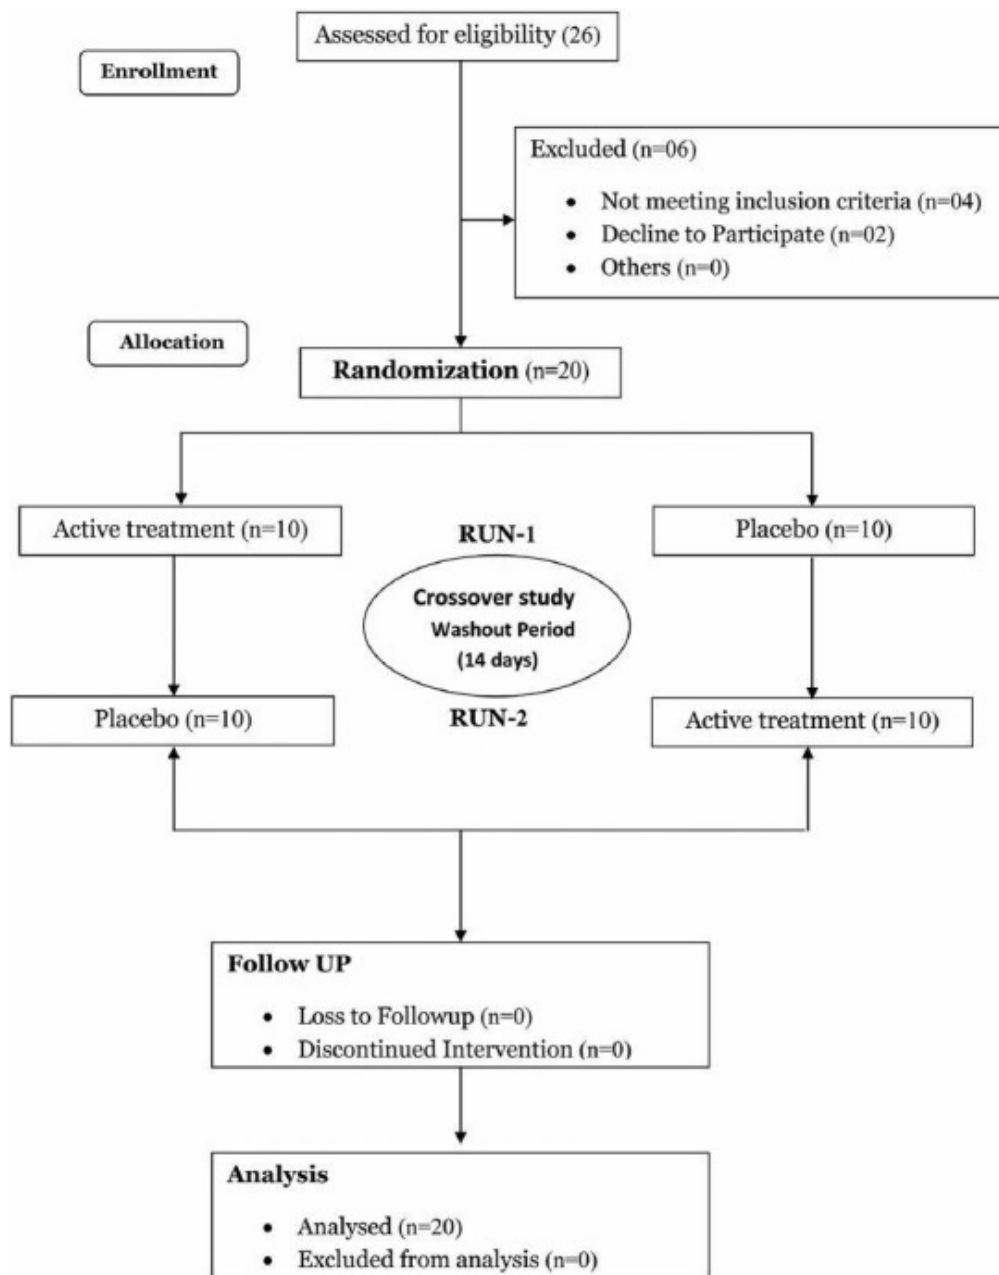 Assessed for eligibility (26)
Enrollment
Excluded (n=06)
• Not meeting inclusion criteria (n=04)
• Decline to Participate (n=02)
• Others (n=0)
Allocation
Randomization (n=20)
Active treatment (n=10)
Placebo (n=10)
RUN-1
Crossover study
Washout Period
(14 days)
RUN-2
Placebo (n=10)
Active treatment (n=10)
Follow UP
• Loss to Followup (n=0)
• Discontinued Intervention (n=0)
Analysis
• Analysed (n=20)
• Excluded from analysis (n=0)